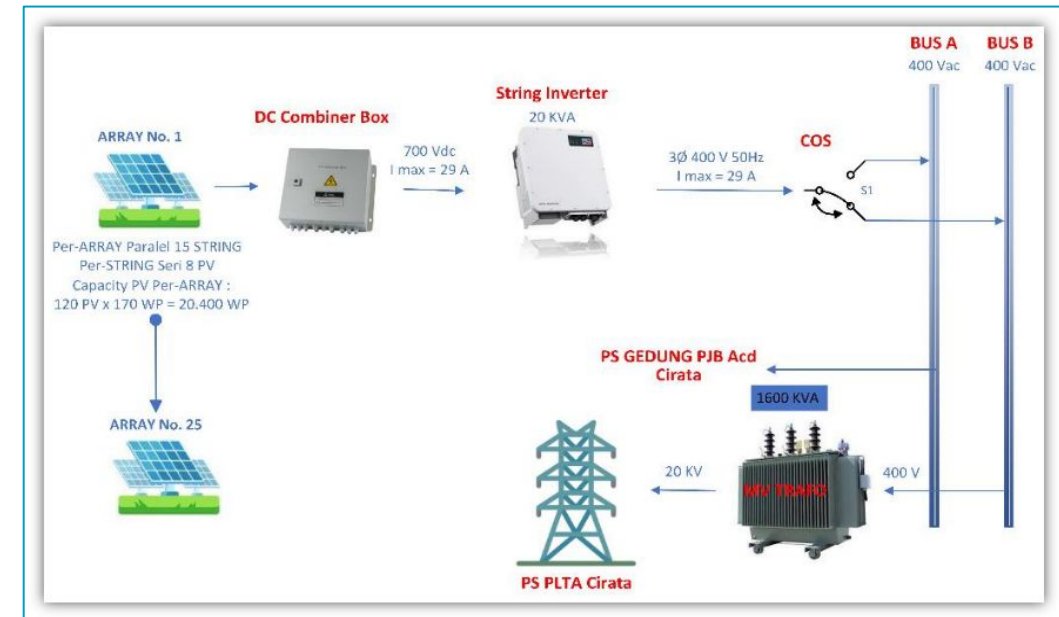 BUS A
400 Vac
BUS B
400 Vac
String Inverter
20 KVA
DC Combiner Box
ARRAY No. 1
700 Vdc
I max = 29 A
3Ø 400 V 50Hz
I max = 29 A
COS
S1
Per-ARRAY Paralel 15 STRING
Per-STRING Seri 8 PV
Capacity PV Per-ARRAY :
120 PV x 170 WP = 20.400 WP
PS GEDUNG PJB Acd
Cirata
1600 KVA
ARRAY No. 25
20 KV
MV TRAFO
400 V
PS PLTA Cirata